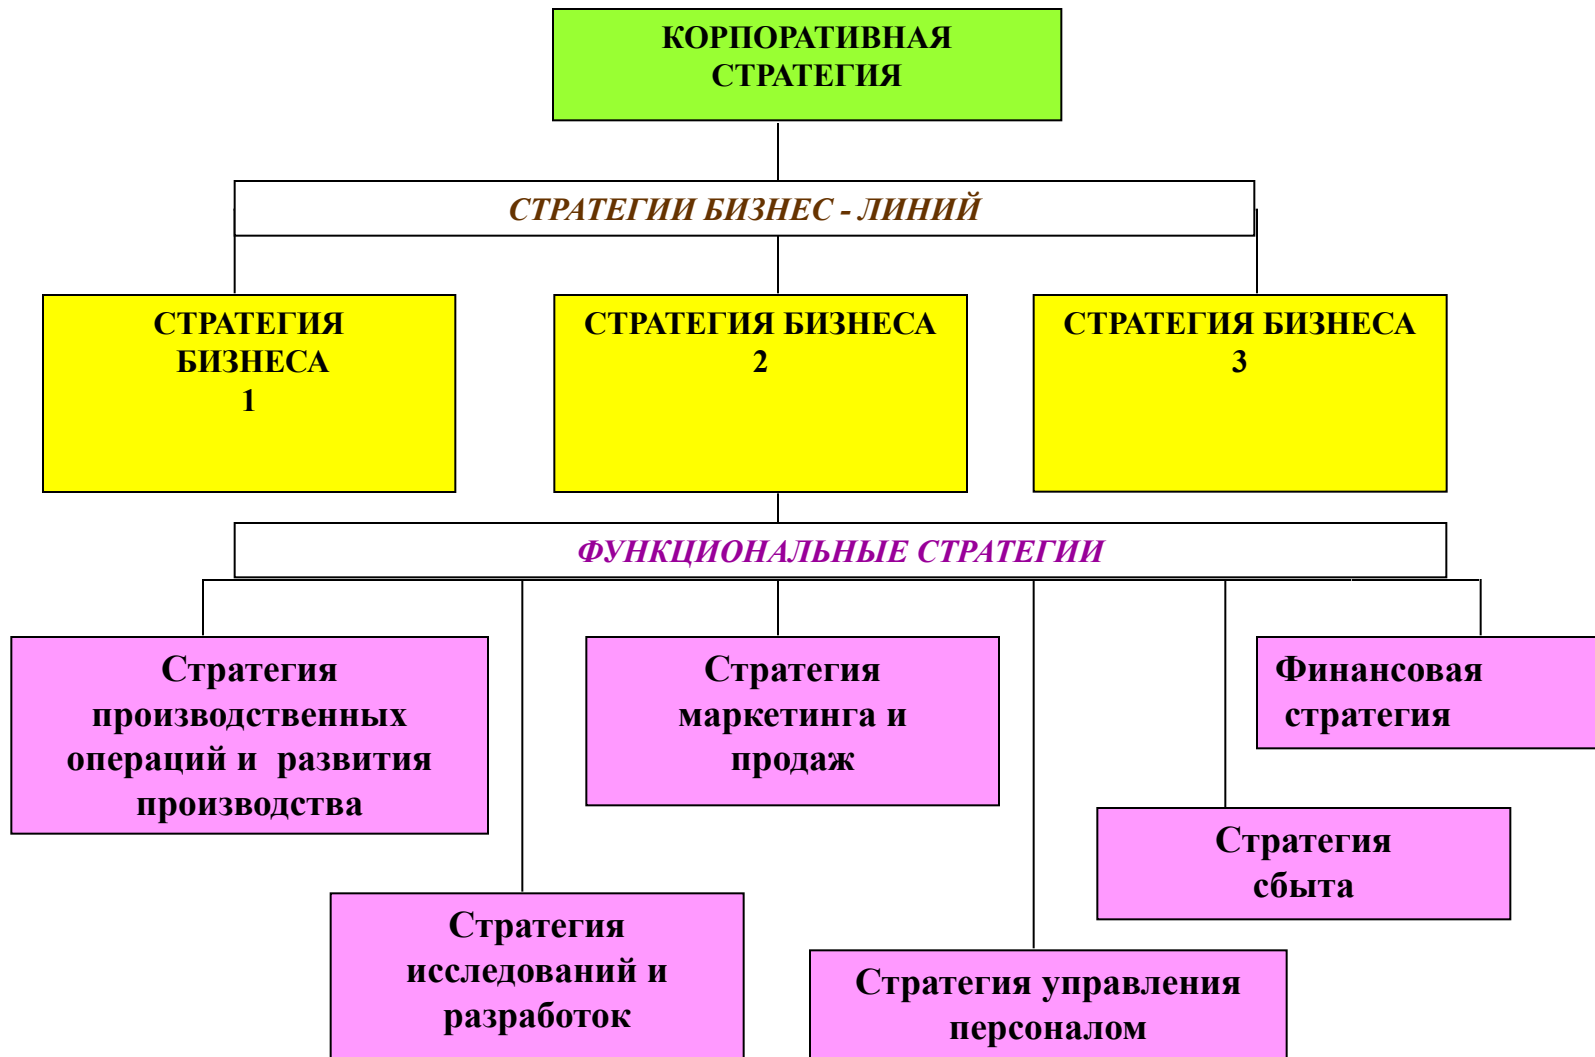 КОРПОРАТИВНАЯ
СТРАТЕГИЯ
СТРАТЕГИИ БИЗНЕС - ЛИНИЙ
СТРАТЕГИЯ
БИЗНЕСА
1
СТРАТЕГИЯ БИЗНЕСА
2
СТРАТЕГИЯ БИЗНЕСА
3
ФУНКЦИОНАЛЬНЫЕ СТРАТЕГИИ
Стратегия
производственных
операций и развития
производства
Стратегия
маркетинга и
продаж
Финансовая
стратегия
Стратегия
сбыта
Стратегия
исследований и
разработок
Стратегия управления
персоналом